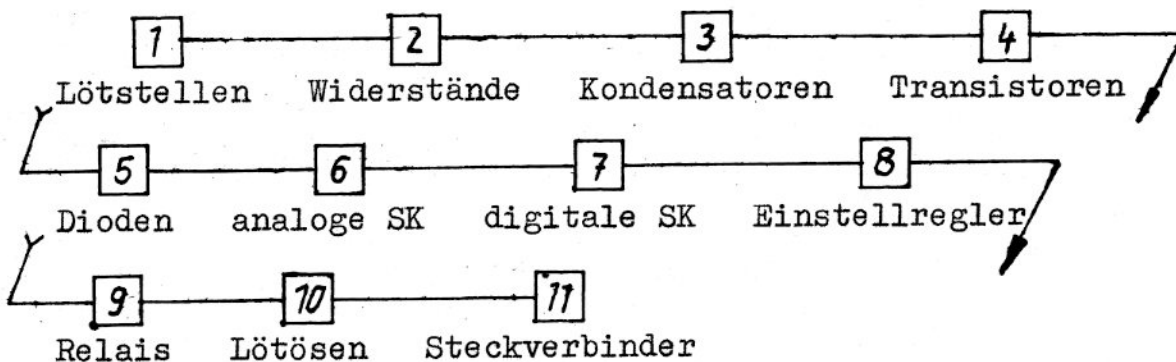 1 2 3 4
Lötstellen Widerstände Kondensatoren Transistoren
5 6 7 8
Dioden analoge SK digitale SK Einstellregler
9 10 11
Relais Lötösen Steckverbinder